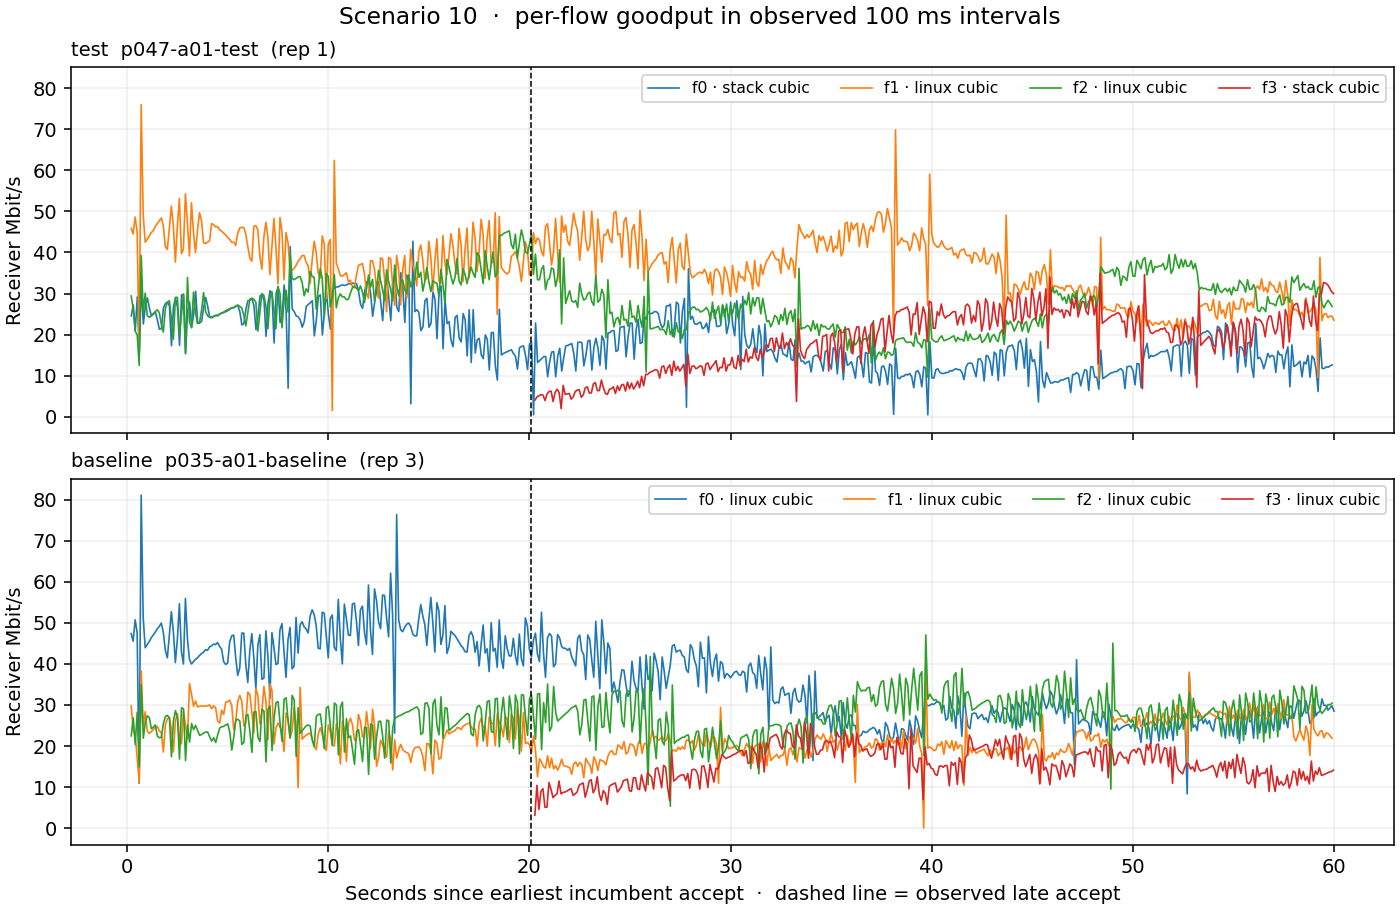 Scenario 10  ·  per-flow goodput in observed 100 ms intervals
test  p047-a01-test  (rep 1)
f0 · stack cubic
f1 · linux cubic
f2 · linux cubic
f3 · stack cubic
80
70
60
50
40
30
20
10
0
Receiver Mbit/s
baseline  p035-a01-baseline  (rep 3)
f0 · linux cubic
f1 · linux cubic
f2 · linux cubic
f3 · linux cubic
80
70
60
50
40
30
20
10
0
Receiver Mbit/s
0
10
20
30
40
50
60
Seconds since earliest incumbent accept  ·  dashed line = observed late accept